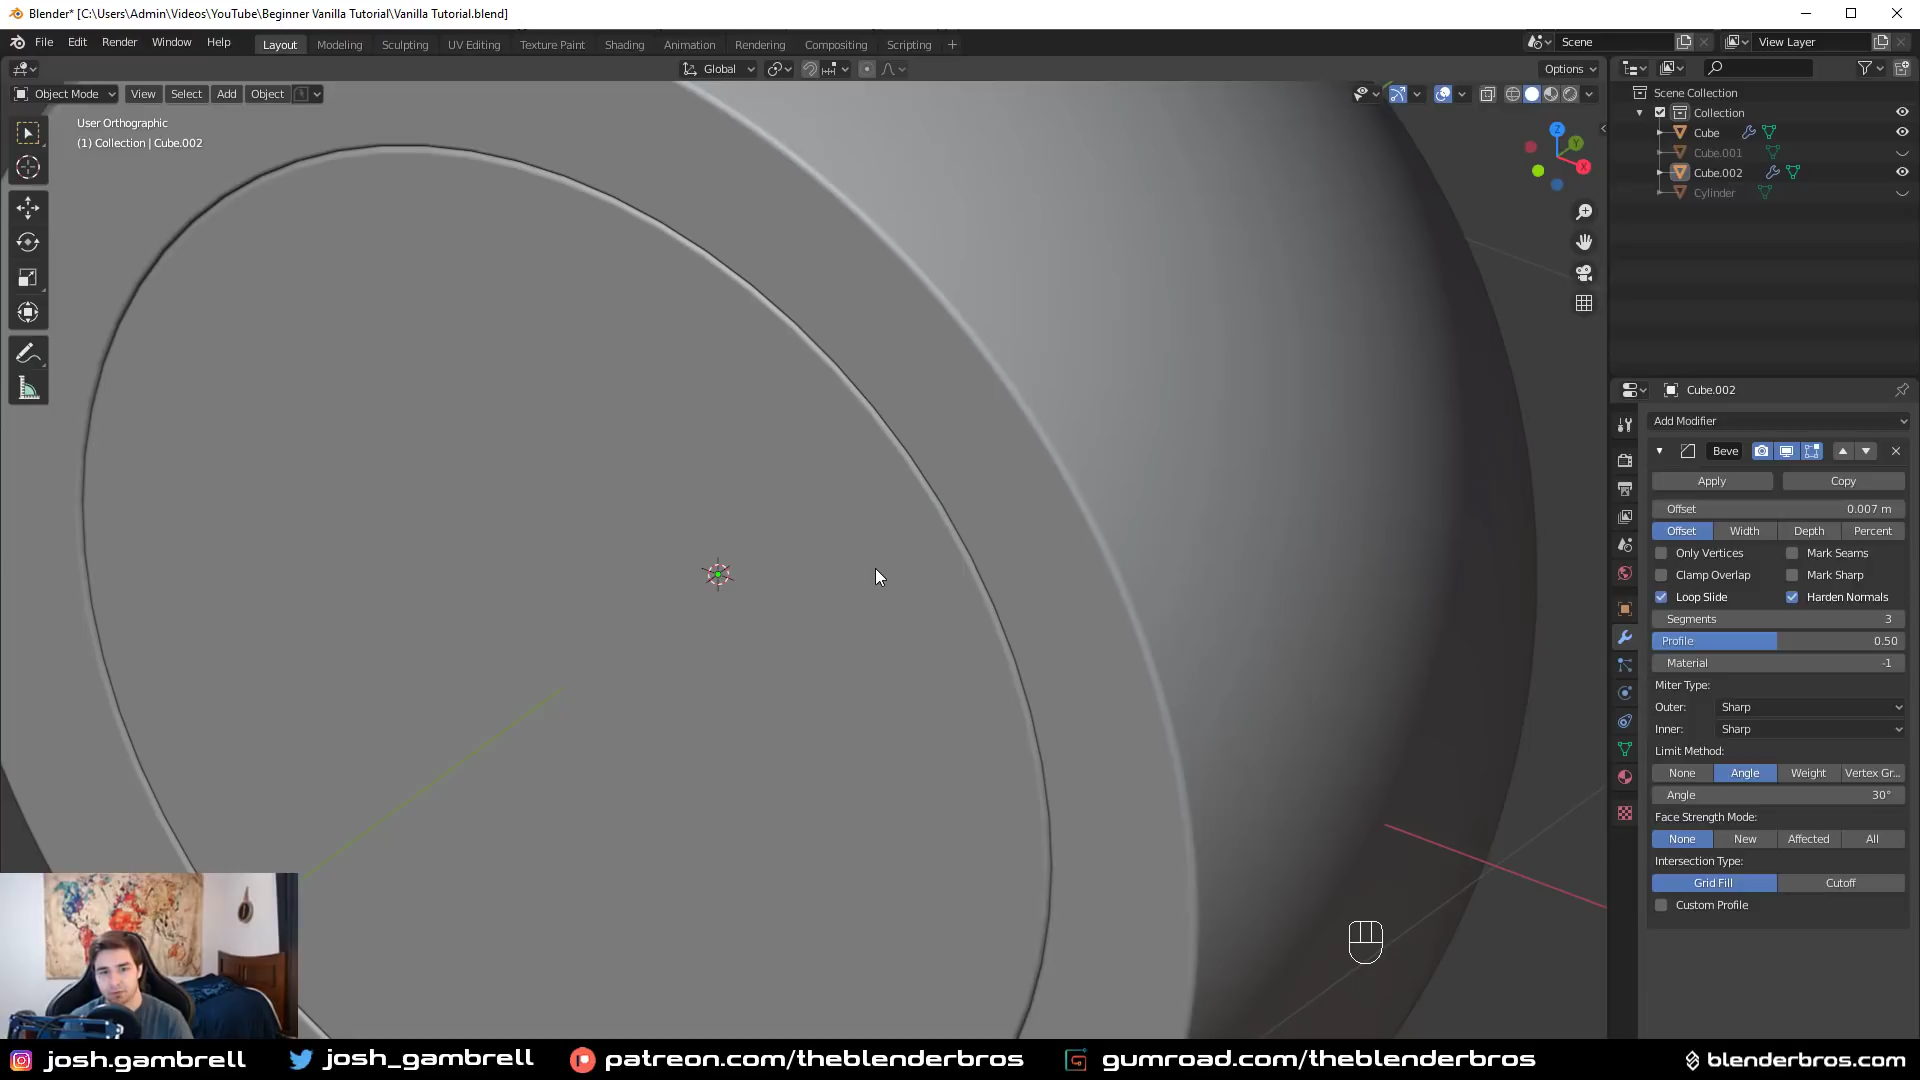 Blender* [C:\Users\Admin\Videos\YouTube\Beginner Vanilla Tutorial\Vanilla Tutorial.blend]
File Edit Render Window Help
Layout Modeling Sculpting UV Editing Texture Paint Shading Animation Rendering Compositing Scripting +
Scene
View Layer
Global
Options
Object Mode View Select Add Object
User Orthographic
(1) Collection | Cube.002
Z
Y
X
Scene Collection
Collection
Cube
Cube.001
Cube.002
Cylinder
Cube.002
Add Modifier
Beve
Apply Copy
Offset 0.007 m
Offset Width Depth Percent
Only Vertices Mark Seams
Clamp Overlap Mark Sharp
Loop Slide Harden Normals
Segments 3
Profile 0.50
Material -1
Miter Type:
Outer: Sharp
Inner: Sharp
Limit Method:
None Angle Weight Vertex Gr...
Angle 30°
Face Strength Mode:
None New Affected All
Intersection Type:
Grid Fill Cutoff
Custom Profile
josh.gambrell josh_gambrell patreon.com/theblenderbros gumroad.com/theblenderbros blenderbros.com